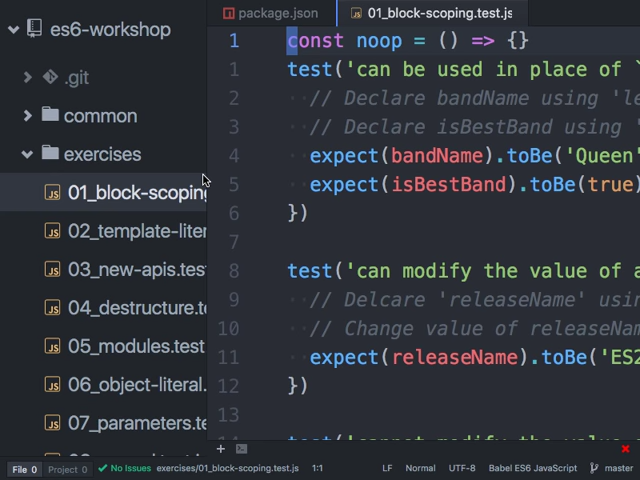 es6-workshop
.git
common
exercises
01_block-scoping
02_template-liter
03_new-apis.test
04_destructure.te
05_modules.test
06_object-literal.
07_parameters.te
package.json
01_block-scoping.test.js
1 const noop = () => {}
1 test('can be used in place of `
2 // Declare bandName using 'le
3 // Declare isBestBand using '
4 expect(bandName).toBe('Queen'
5 expect(isBestBand).toBe(true)
6 })
7
8 test('can modify the value of a
9 // Delcare 'releaseName' usin
10 // Change value of releaseNam
11 expect(releaseName).toBe('ES2
12 })
13
+
File 0 Project 0 No Issues exercises/01_block-scoping.test.js 1:1 LF Normal UTF-8 Babel ES6 JavaScript master